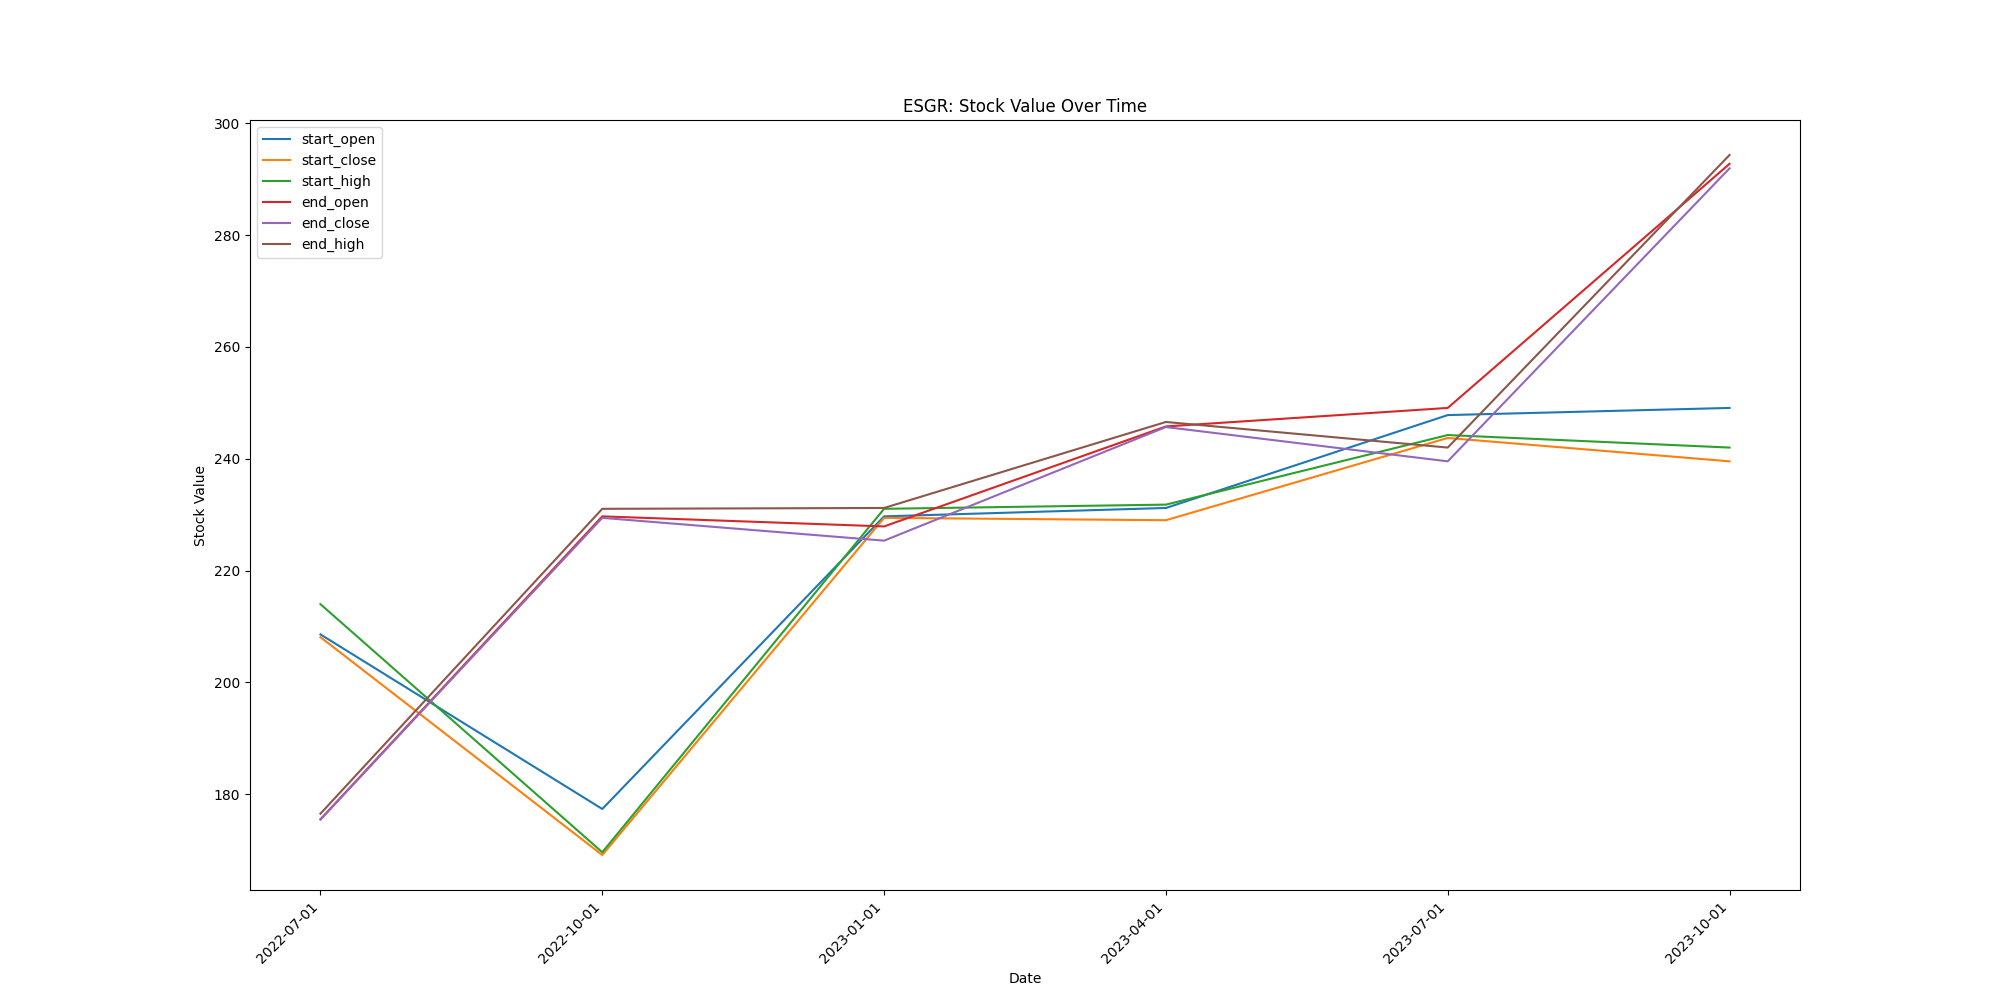 ESGR: Stock Value Over Time
start_open
start_close
start_high
end_open
end_close
end_high
300
280
260
240
220
200
180
Stock Value
2022-07-01
2022-10-01
2023-01-01
2023-04-01
2023-07-01
2023-10-01
Date